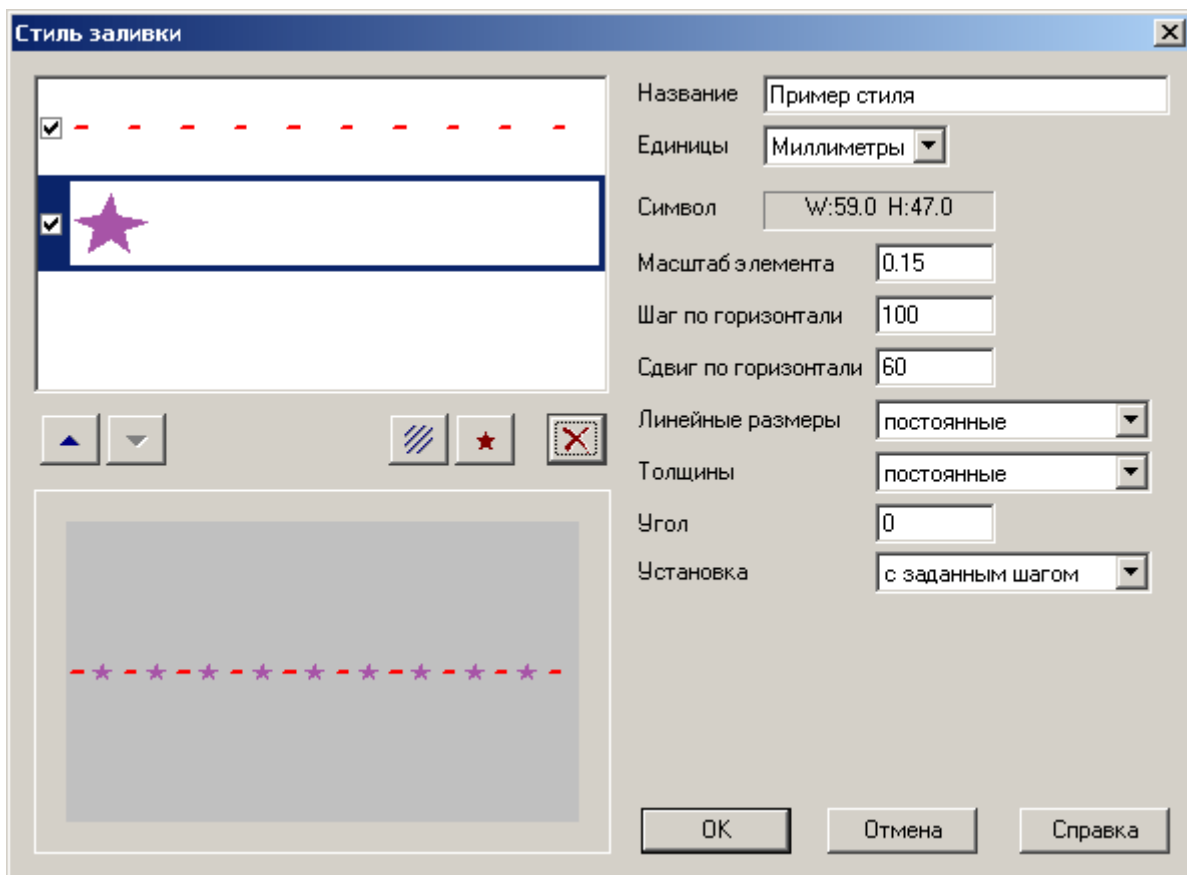 Стиль заливки
Название Пример стиля
Единицы Миллиметры
Символ W:59.0 H:47.0
Масштаб элемента 0.15
Шаг по горизонтали 100
Сдвиг по горизонтали 60
Линейные размеры постоянные
Толщины постоянные
Угол 0
Установка с заданным шагом
OK Отмена Справка